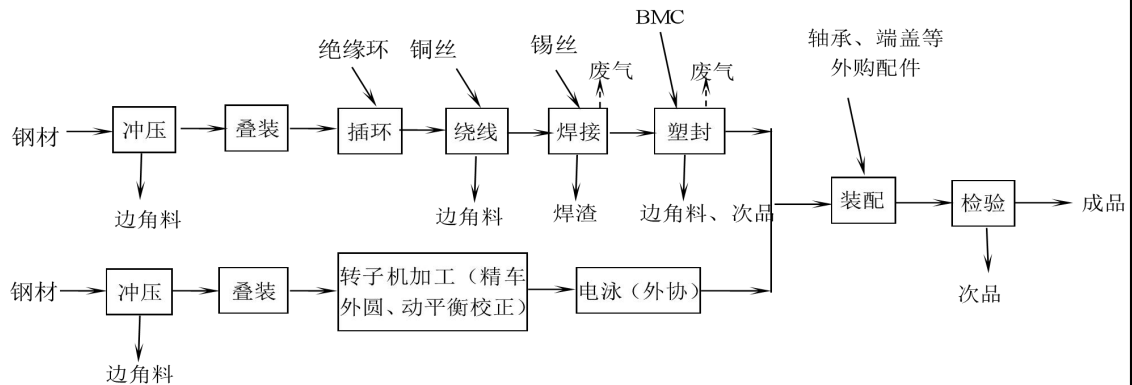 BMC
轴承、端盖等
外购配件
绝缘环
铜丝
锡丝
废气
废气
钢材
冲压
叠装
插环
绕线
焊接
塑封
边角料
边角料
焊渣
边角料、次品
装配
检验
成品
次品
钢材
冲压
叠装
转子机加工（精车
外圆、动平衡校正）
电泳（外协）
边角料